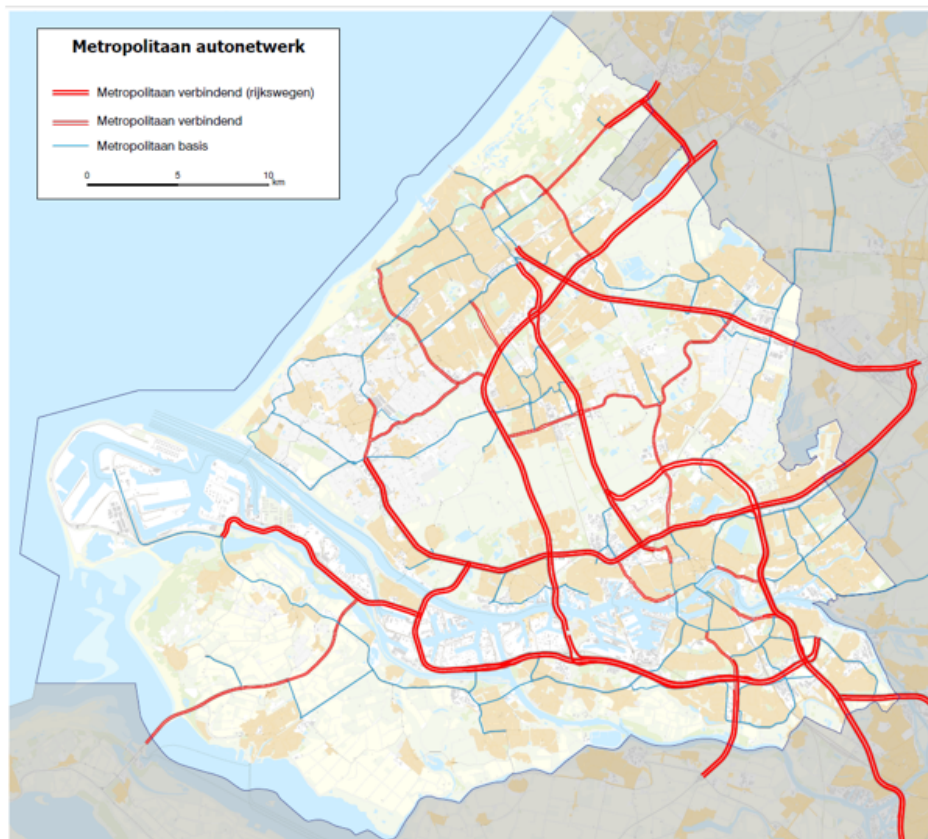 Metropolitaan autonetwerk
Metropolitaan verbindend (rijkswegen)
Metropolitaan verbindend
Metropolitaan basis
0 5 10
km